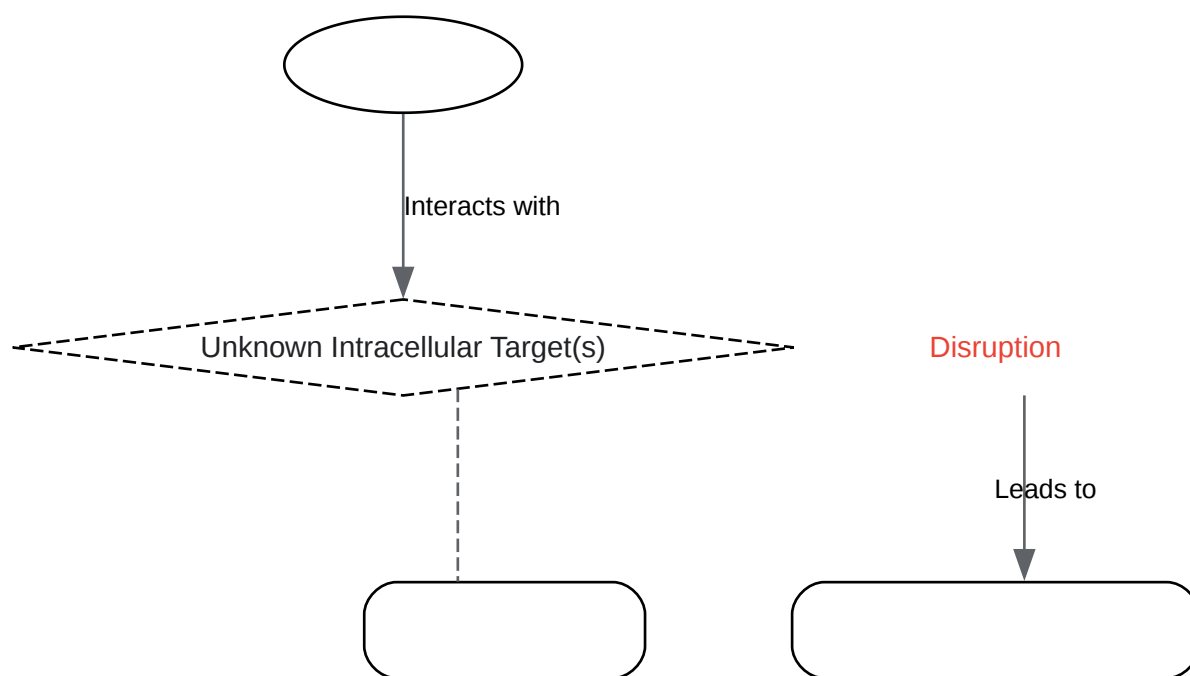 Interacts with
Unknown Intracellular Target(s)
Disruption
Leads to